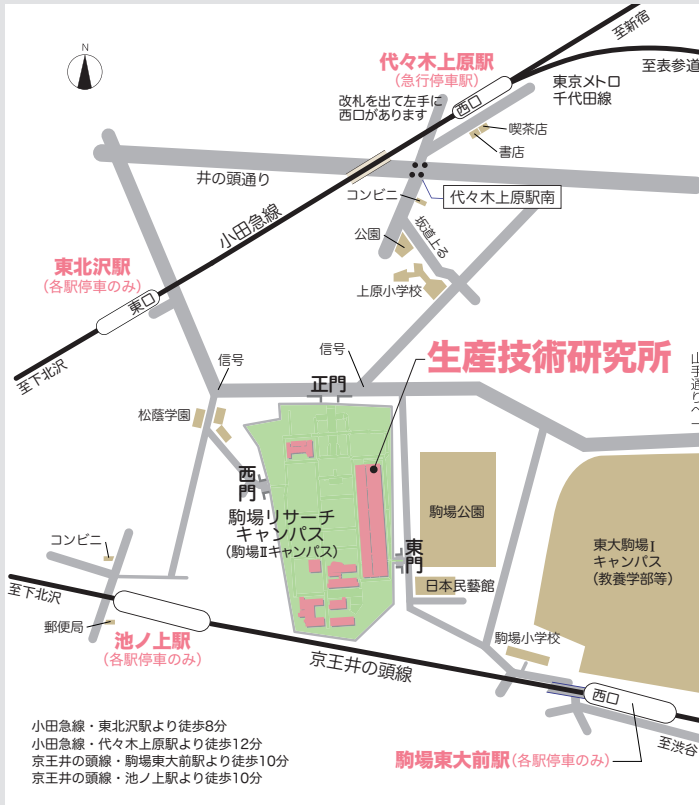 N
至新宿
代々木上原駅
(急行停車駅)
至表参道
西口
東京メトロ
千代田線
改札を出て左手に
西口があります
喫茶店
書店
井の頭通り
コンビニ
代々木上原駅南
小田急線
坂道上る
公園
上原小学校
東北沢駅
(各駅停車のみ)
東口
至下北沢
信号
信号
生産技術研究所
山手通りへ
正門
松蔭学園
西門
駒場リサーチ
キャンパス
(駒場Ⅱキャンパス)
駒場公園
東門
日本民藝館
東大駒場Ⅰ
キャンパス
(教養学部等)
コンビニ
至下北沢
郵便局
池ノ上駅
(各駅停車のみ)
京王井の頭線
駒場小学校
西口
至渋谷
駒場東大前駅(各駅停車のみ)
小田急線・東北沢駅より徒歩8分
小田急線・代々木上原駅より徒歩12分
京王井の頭線・駒場東大前駅より徒歩10分
京王井の頭線・池ノ上駅より徒歩10分